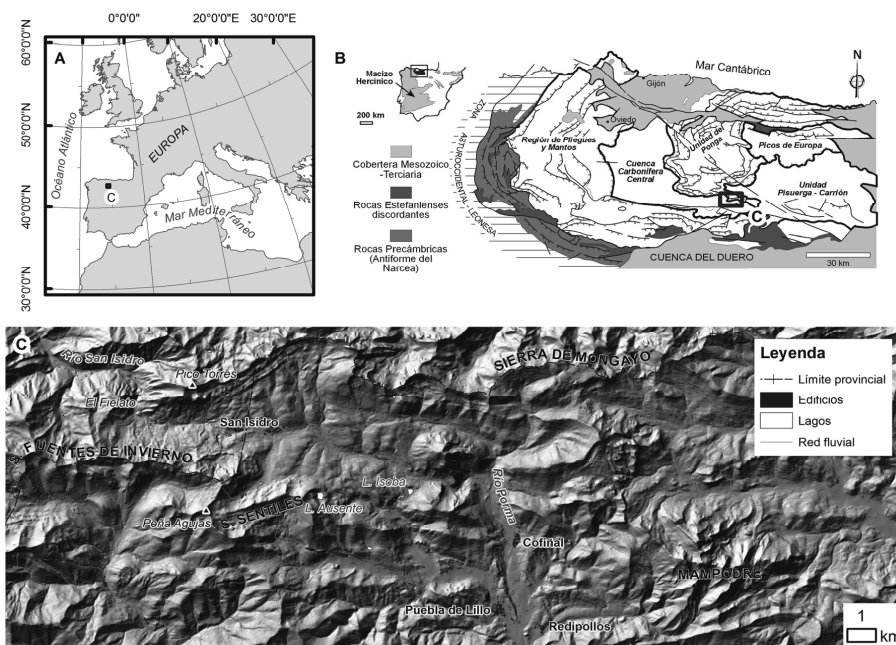 0°0'0" 20°0'0"E 30°0'0"E
60°0'0"N
50°0'0"N
40°0'0"N
30°0'0"N
A
Oceano Atlántico
EUROPA
C
Mar Mediterráneo
B
Macizo
Hercínico
200 km
Cobertera Mesozoico
-Terciaria
Rocas Estefanienses
discordantes
Rocas Precámbricas
(Antiforme del
Narcea)
Mar Cantábrico
N
Gijón
Oviedo
ZONA
ASTUROCCIDENTAL-LEONESA
Región de Pliegues
y Mantos
Cuenca
Carbonífera
Central
Unidad del
Ponga
Picos de Europa
Unidad
Pisuerga - Carrión
C
CUENCA DEL DUERO
30 km
C
Río San Isidro
Pico Torres
SIERRA DE MONGAYO
El Fielato
San Isidro
S. FUENTES DE INVIERNO
L. Isoba
Río Porma
Peña Agujas
S. SENTILES
L. Ausente
Cofiñal
MAMPODRE
Puebla de Lillo
Redipollos
Leyenda
Límite provincial
Edificios
Lagos
Red fluvial
1
km